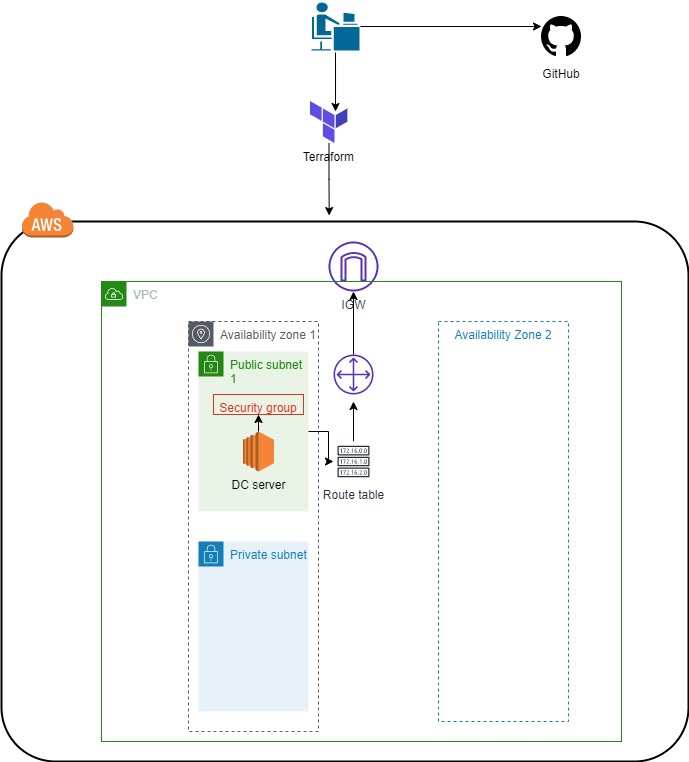 GitHub
Terraform
AWS
IGW
VPC
Availability zone 1
Availability Zone 2
Public subnet
1
Security group
172.16.0.0
172.16.1.0
172.16.2.0
DC server
Route table
Private subnet